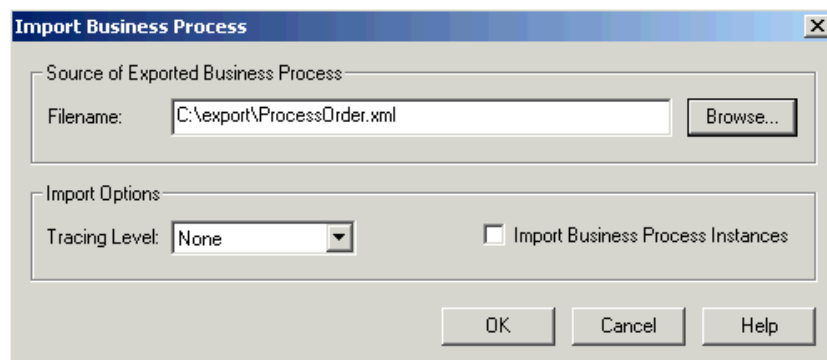 Import Business Process
Source of Exported Business Process
Filename: C:\export\ProcessOrder.xml Browse...
Import Options
Tracing Level: None Import Business Process Instances
OK Cancel Help